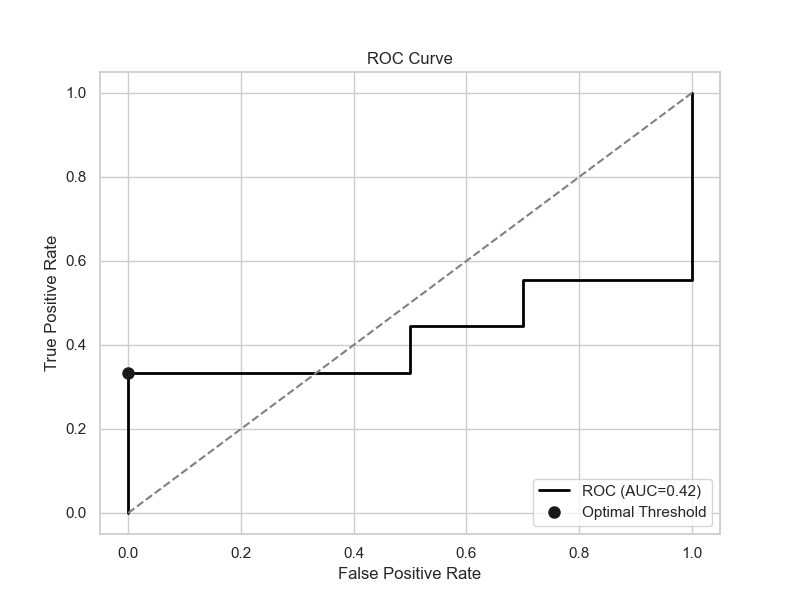 ROC Curve
1.0
0.8
0.6
0.4
0.2
0.0
True Positive Rate
0.0 0.2 0.4 0.6 0.8 1.0
False Positive Rate
ROC (AUC=0.42)
Optimal Threshold